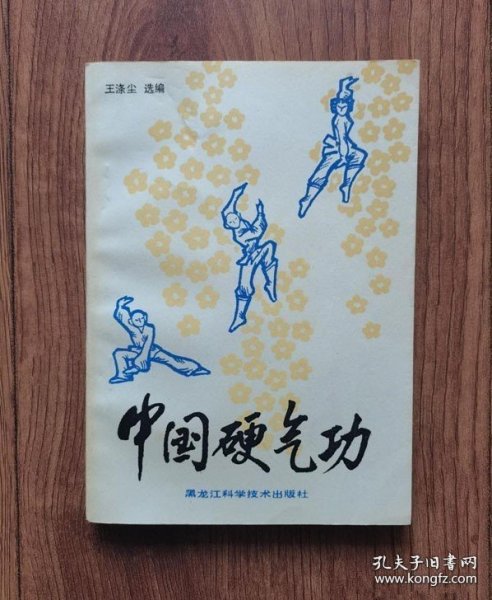 王涤尘 选编
中国硬气功
黑龙江科学技术出版社
孔夫子旧书网
www.kongfz.com